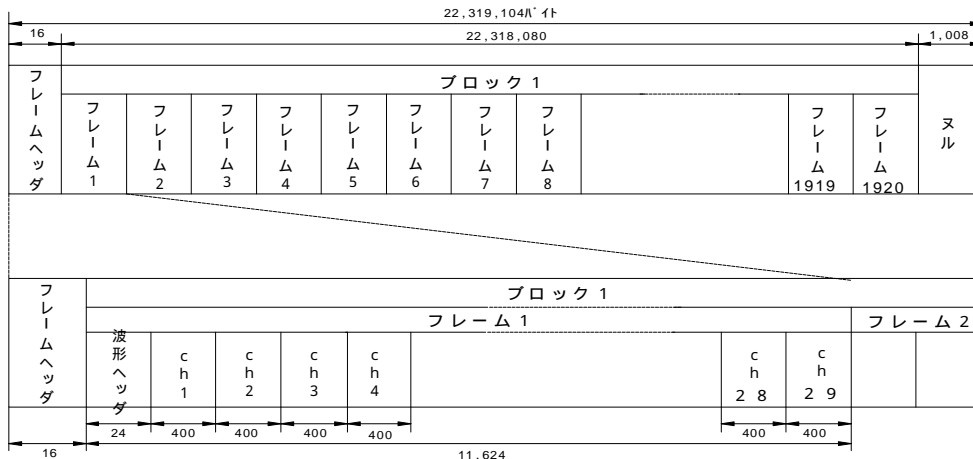 22,319,104ﾊﾞｲﾄ
16
22,318,080
1,008
フレームヘッダ
ブロック1
フレーム1
フレーム2
フレーム3
フレーム4
フレーム5
フレーム6
フレーム7
フレーム8
フレーム1919
フレーム1920
ヌル
フレームヘッダ
ブロック1
フレーム1
フレーム2
波形ヘッダ
ch1
ch2
ch3
ch4
ch28
ch29
24
400
400
400
400
400
400
16
11,624